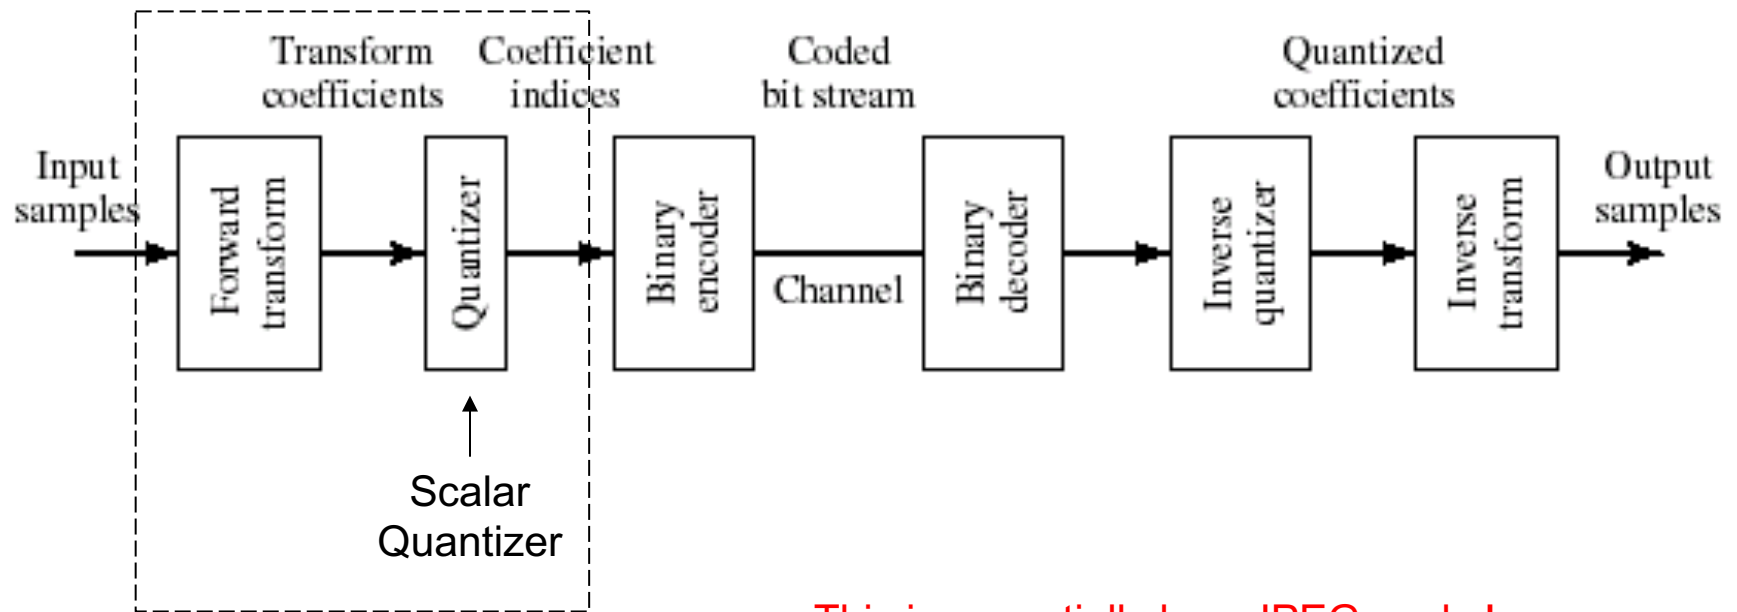 Transform
coefficients
Coefficient
indices
Coded
bit stream
Quantized
coefficients
Input
samples
Forward
transform
Quantizer
Binary
encoder
Channel
Binary
decoder
Inverse
quantizer
Inverse
transform
Output
samples
Scalar
Quantizer